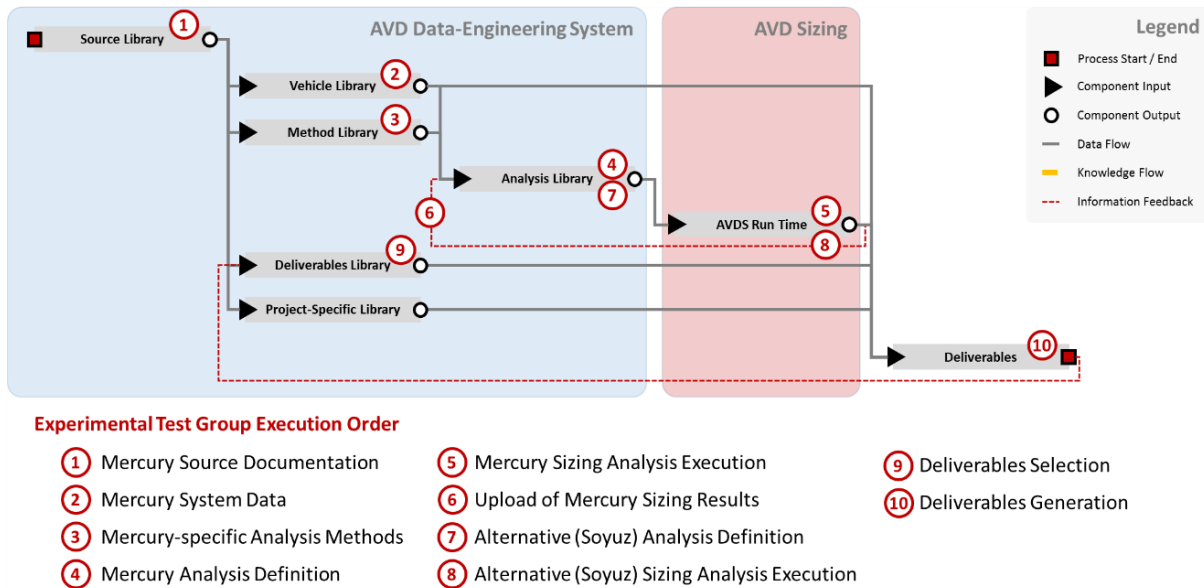 AVD Data-Engineering System
AVD Sizing
Legend
1
Source Library
Process Start / End
2
Vehicle Library
Component Input
3
Method Library
Component Output
Data Flow
4
Analysis Library
7
Knowledge Flow
6
5
AVDS Run Time
8
Information Feedback
9
Deliverables Library
Project-Specific Library
10
Deliverables
Experimental Test Group Execution Order
1 Mercury Source Documentation
2 Mercury System Data
3 Mercury-specific Analysis Methods
4 Mercury Analysis Definition
5 Mercury Sizing Analysis Execution
6 Upload of Mercury Sizing Results
7 Alternative (Soyuz) Analysis Definition
8 Alternative (Soyuz) Sizing Analysis Execution
9 Deliverables Selection
10 Deliverables Generation